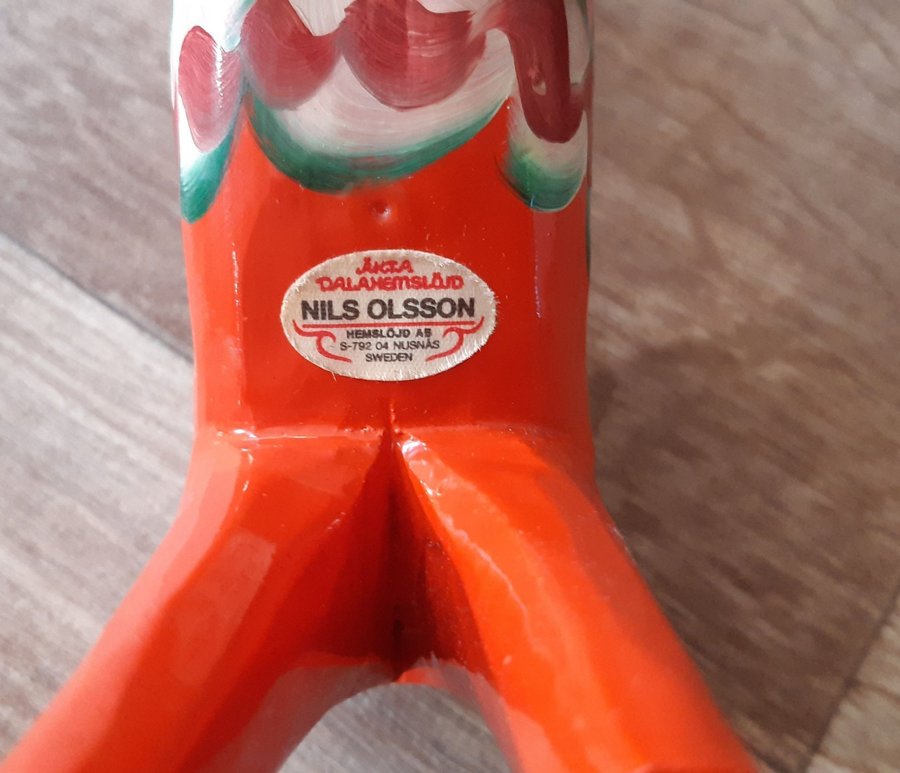 ÄKTA
DALAHEMSLÖJD
NILS OLSSON
HEMSLÖJD AB
S-792 04 NUSNÄS
SWEDEN